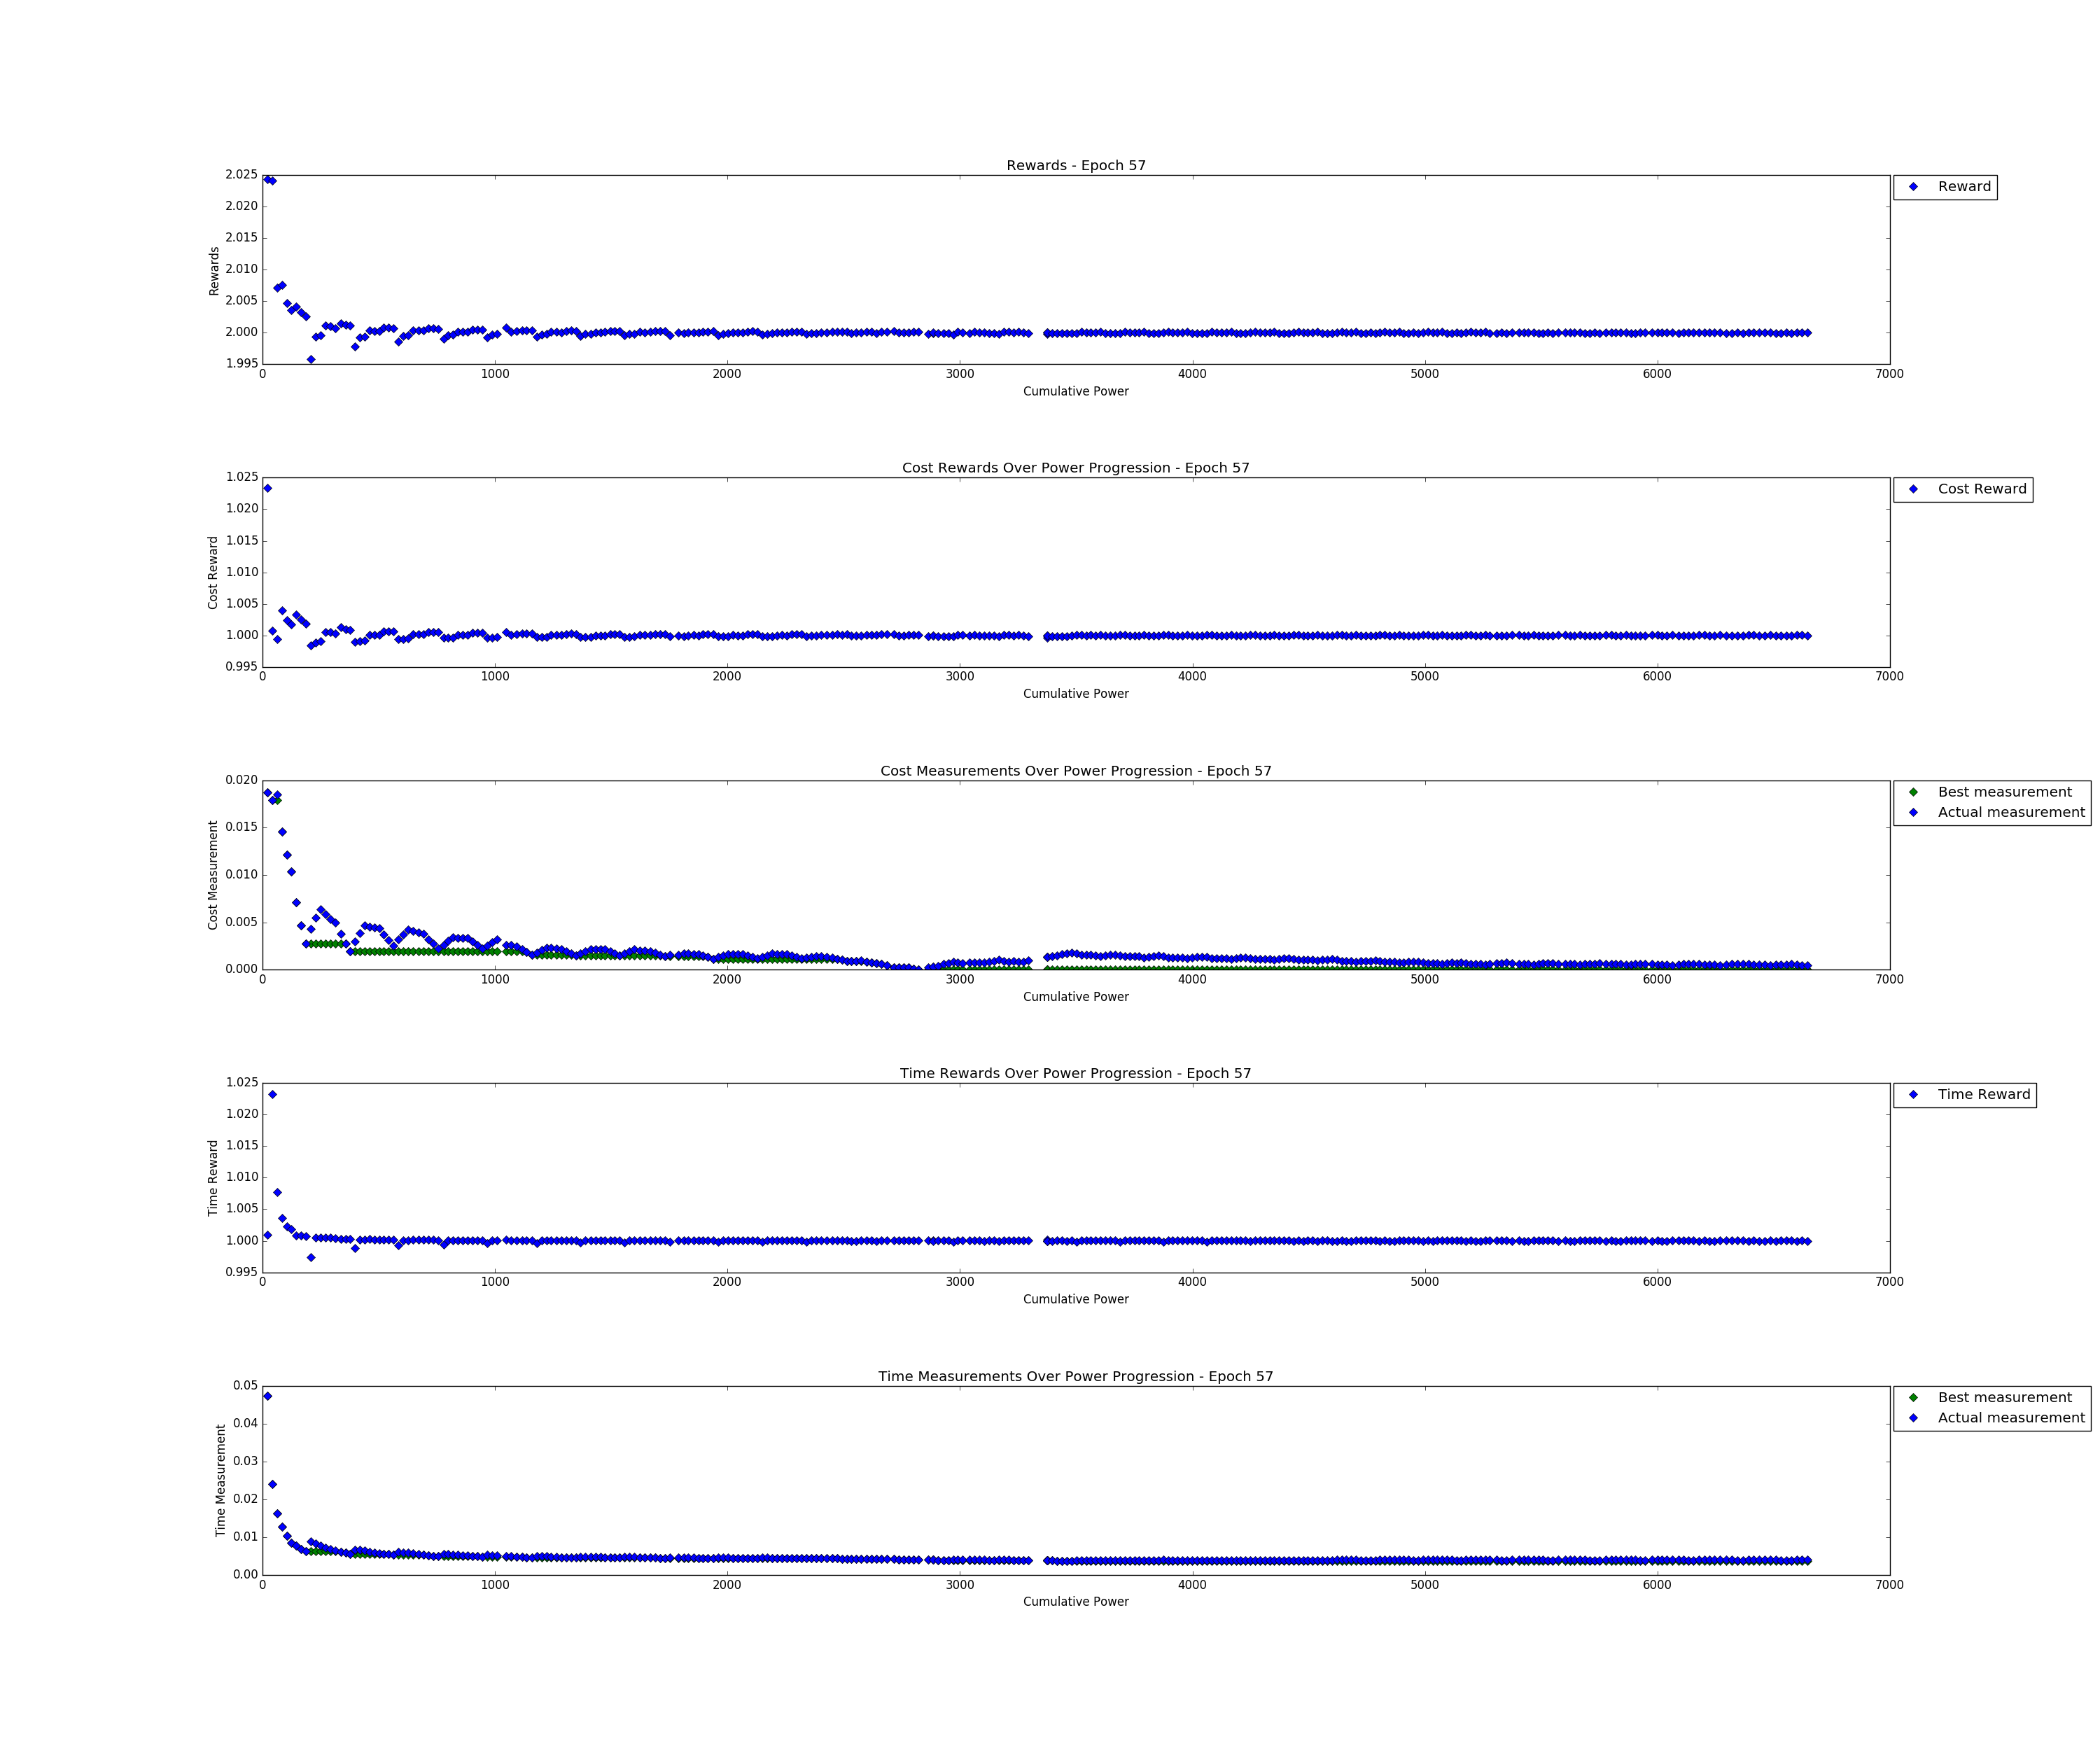 Rewards - Epoch 57
2.025
2.020
2.015
2.010
2.005
2.000
1.995
Rewards
0 1000 2000 3000 4000 5000 6000 7000
Cumulative Power
Reward
Cost Rewards Over Power Progression - Epoch 57
1.025
1.020
1.015
1.010
1.005
1.000
0.995
Cost Reward
0 1000 2000 3000 4000 5000 6000 7000
Cumulative Power
Cost Reward
Cost Measurements Over Power Progression - Epoch 57
0.020
0.015
0.010
0.005
0.000
Cost Measurement
0 1000 2000 3000 4000 5000 6000 7000
Cumulative Power
Best measurement
Actual measurement
Time Rewards Over Power Progression - Epoch 57
1.025
1.020
1.015
1.010
1.005
1.000
0.995
Time Reward
0 1000 2000 3000 4000 5000 6000 7000
Cumulative Power
Time Reward
Time Measurements Over Power Progression - Epoch 57
0.05
0.04
0.03
0.02
0.01
0.00
Time Measurement
0 1000 2000 3000 4000 5000 6000 7000
Cumulative Power
Best measurement
Actual measurement